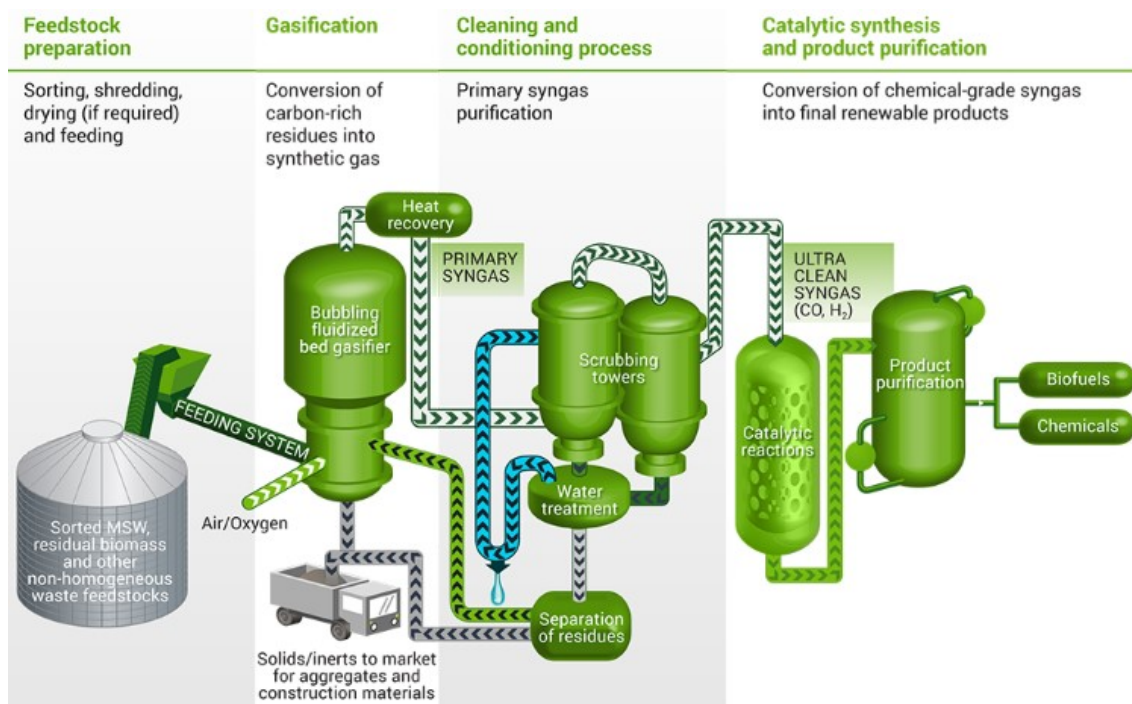 Feedstock
preparation
Sorting, shredding,
drying (if required)
and feeding
Gasification
Conversion of
carbon-rich
residues into
synthetic gas
Cleaning and
conditioning process
Primary syngas
purification
Catalytic synthesis
and product purification
Conversion of chemical-grade syngas
into final renewable products
Heat
recovery
PRIMARY
SYNGAS
Bubbling
fluidized
bed gasifier
FEEDING SYSTEM
Air/Oxygen
Sorted MSW,
residual biomass
and other
non-homogeneous
waste feedstocks
Solids/inerts to market
for aggregates and
construction materials
Scrubbing
towers
Water
treatment
Separation
of residues
ULTRA
CLEAN
SYNGAS
(CO, H₂)
Catalytic
reactions
Product
purification
Biofuels
Chemicals